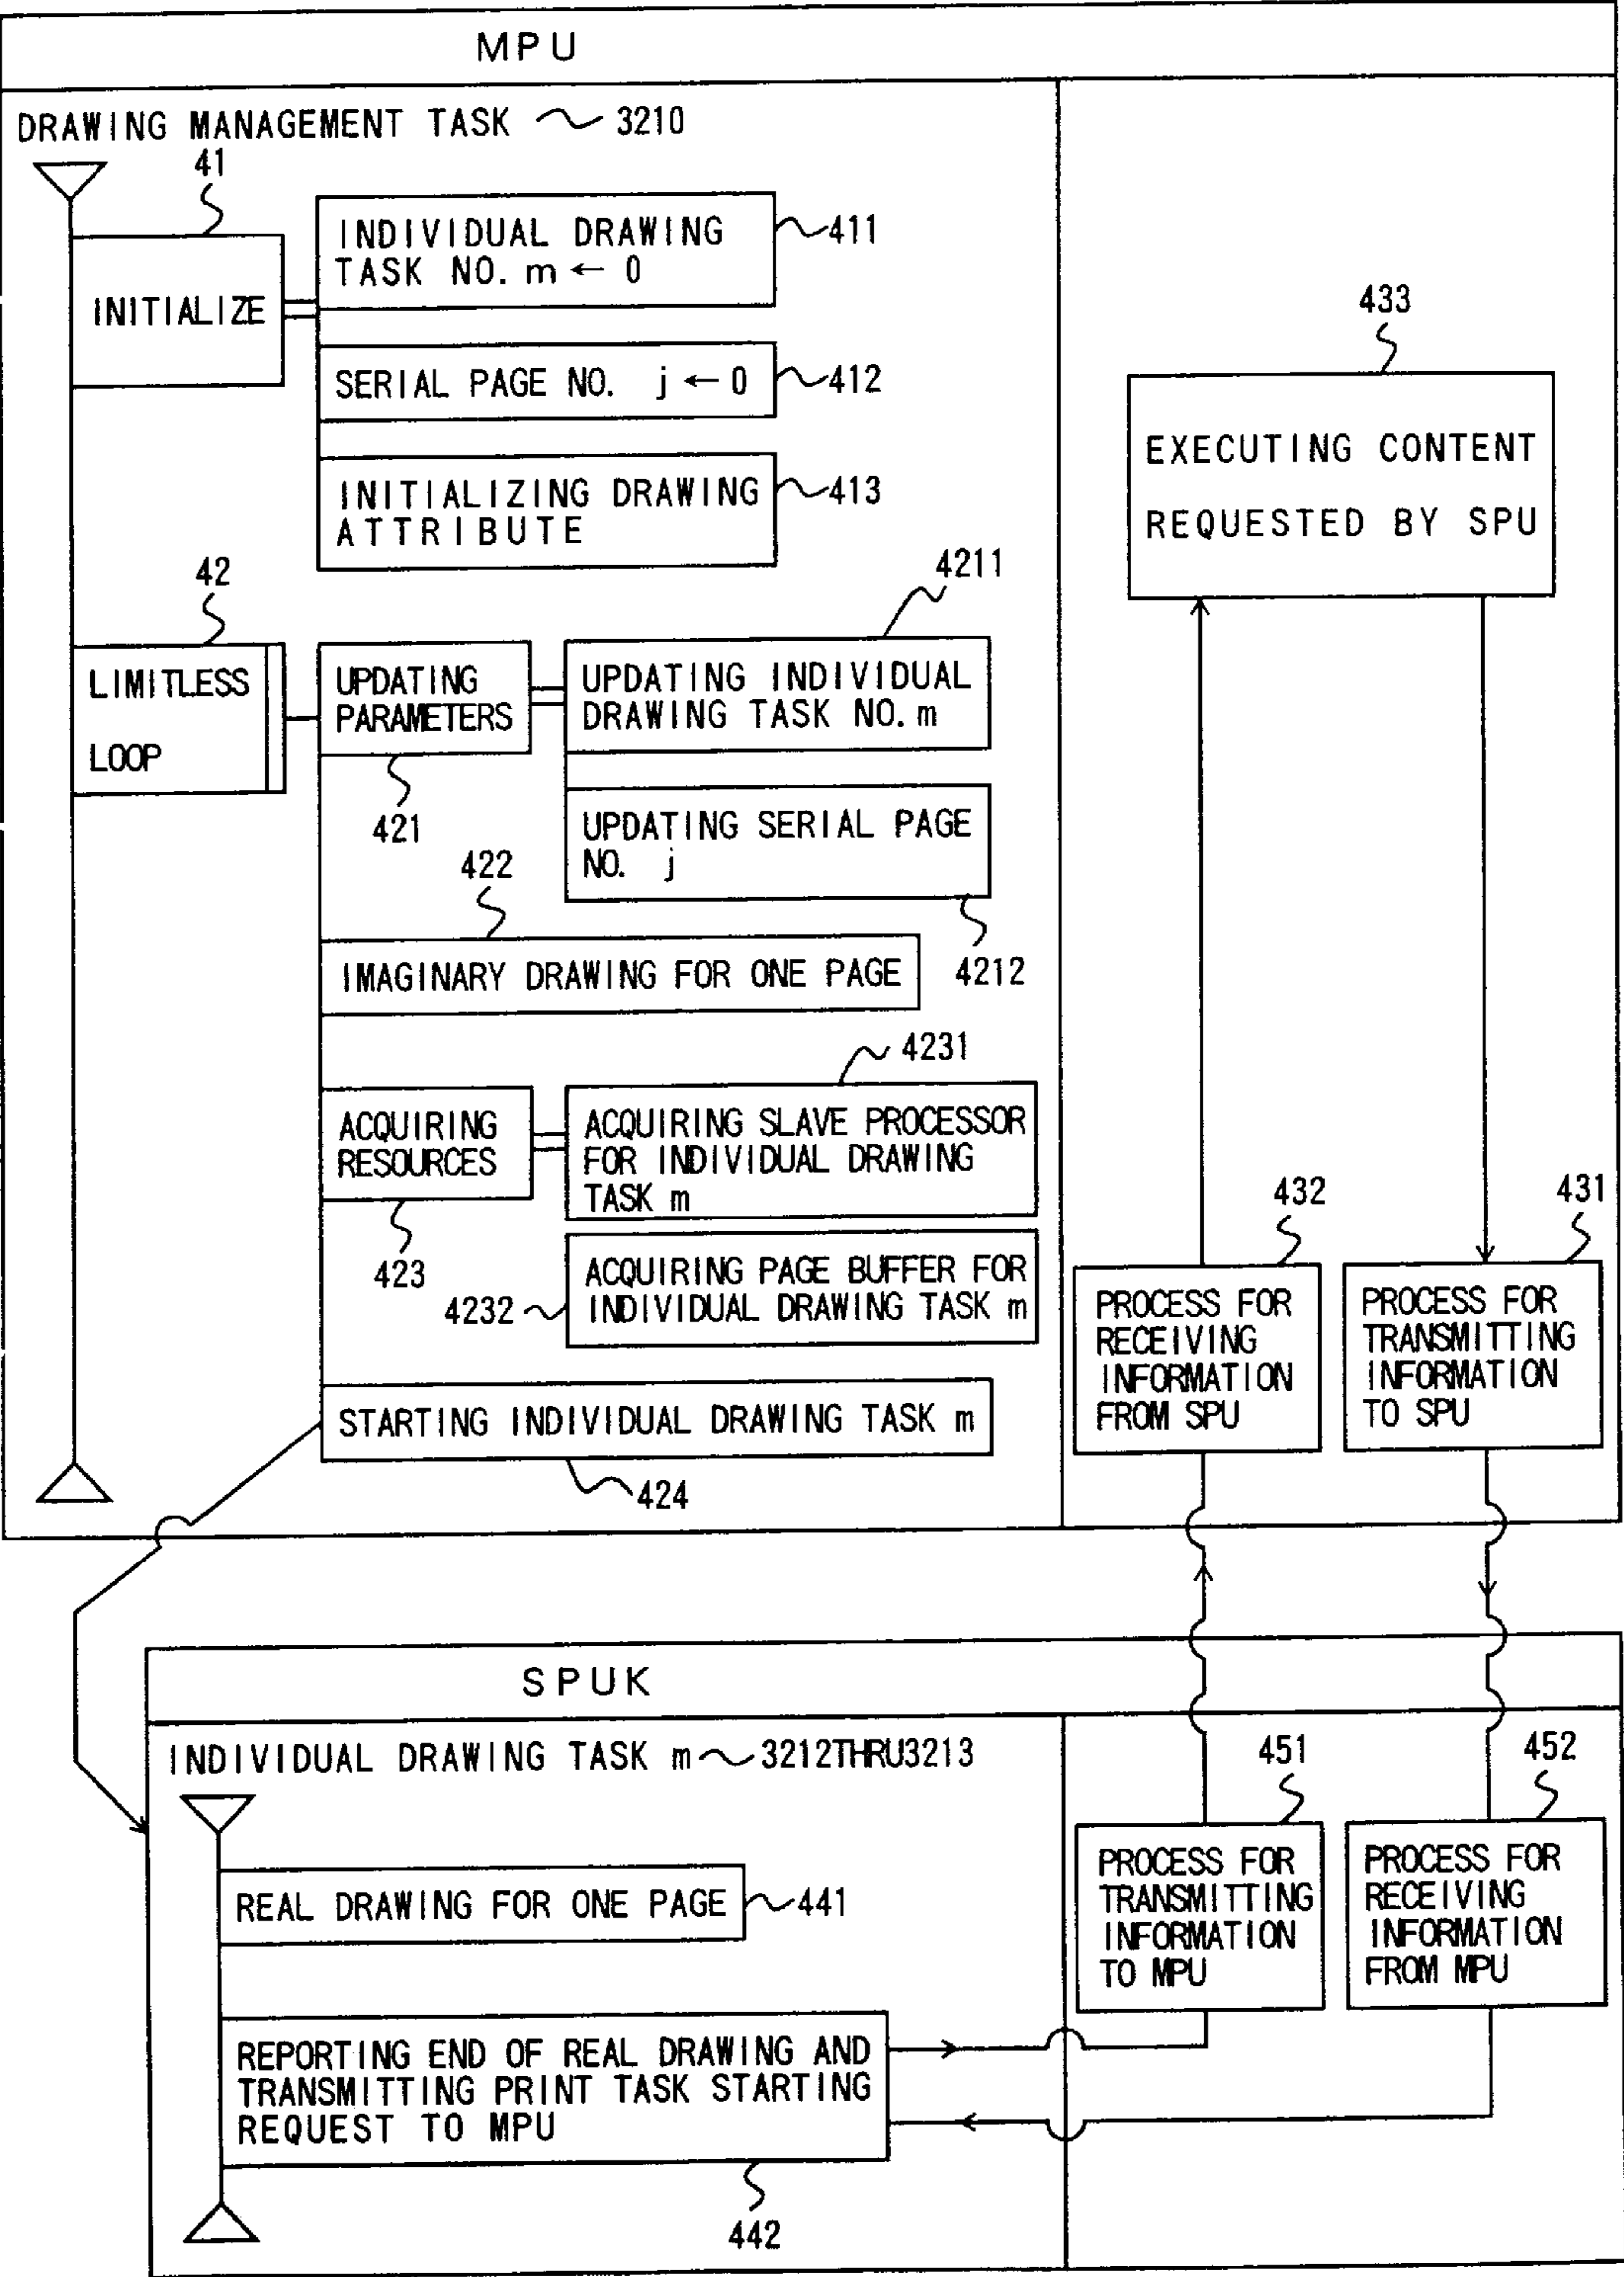 MPU
DRAWING MANAGEMENT TASK 3210
41
INITIALIZE
INDIVIDUAL DRAWING
TASK NO. m ← 0
411
SERIAL PAGE NO. j ← 0
412
INITIALIZING DRAWING
ATTRIBUTE
413
42
LIMITLESS
LOOP
UPDATING
PARAMETERS
421
4211
UPDATING INDIVIDUAL
DRAWING TASK NO. m
UPDATING SERIAL PAGE
NO. j
4212
422
IMAGINARY DRAWING FOR ONE PAGE
ACQUIRING
RESOURCES
423
4231
ACQUIRING SLAVE PROCESSOR
FOR INDIVIDUAL DRAWING
TASK m
4232
ACQUIRING PAGE BUFFER FOR
INDIVIDUAL DRAWING TASK m
STARTING INDIVIDUAL DRAWING TASK m
424
433
EXECUTING CONTENT
REQUESTED BY SPU
432
PROCESS FOR
RECEIVING
INFORMATION
FROM SPU
431
PROCESS FOR
TRANSMITTING
INFORMATION
TO SPU
SPUK
INDIVIDUAL DRAWING TASK m 3212THRU3213
REAL DRAWING FOR ONE PAGE
441
REPORTING END OF REAL DRAWING AND
TRANSMITTING PRINT TASK STARTING
REQUEST TO MPU
442
451
PROCESS FOR
TRANSMITTING
INFORMATION
TO MPU
452
PROCESS FOR
RECEIVING
INFORMATION
FROM MPU